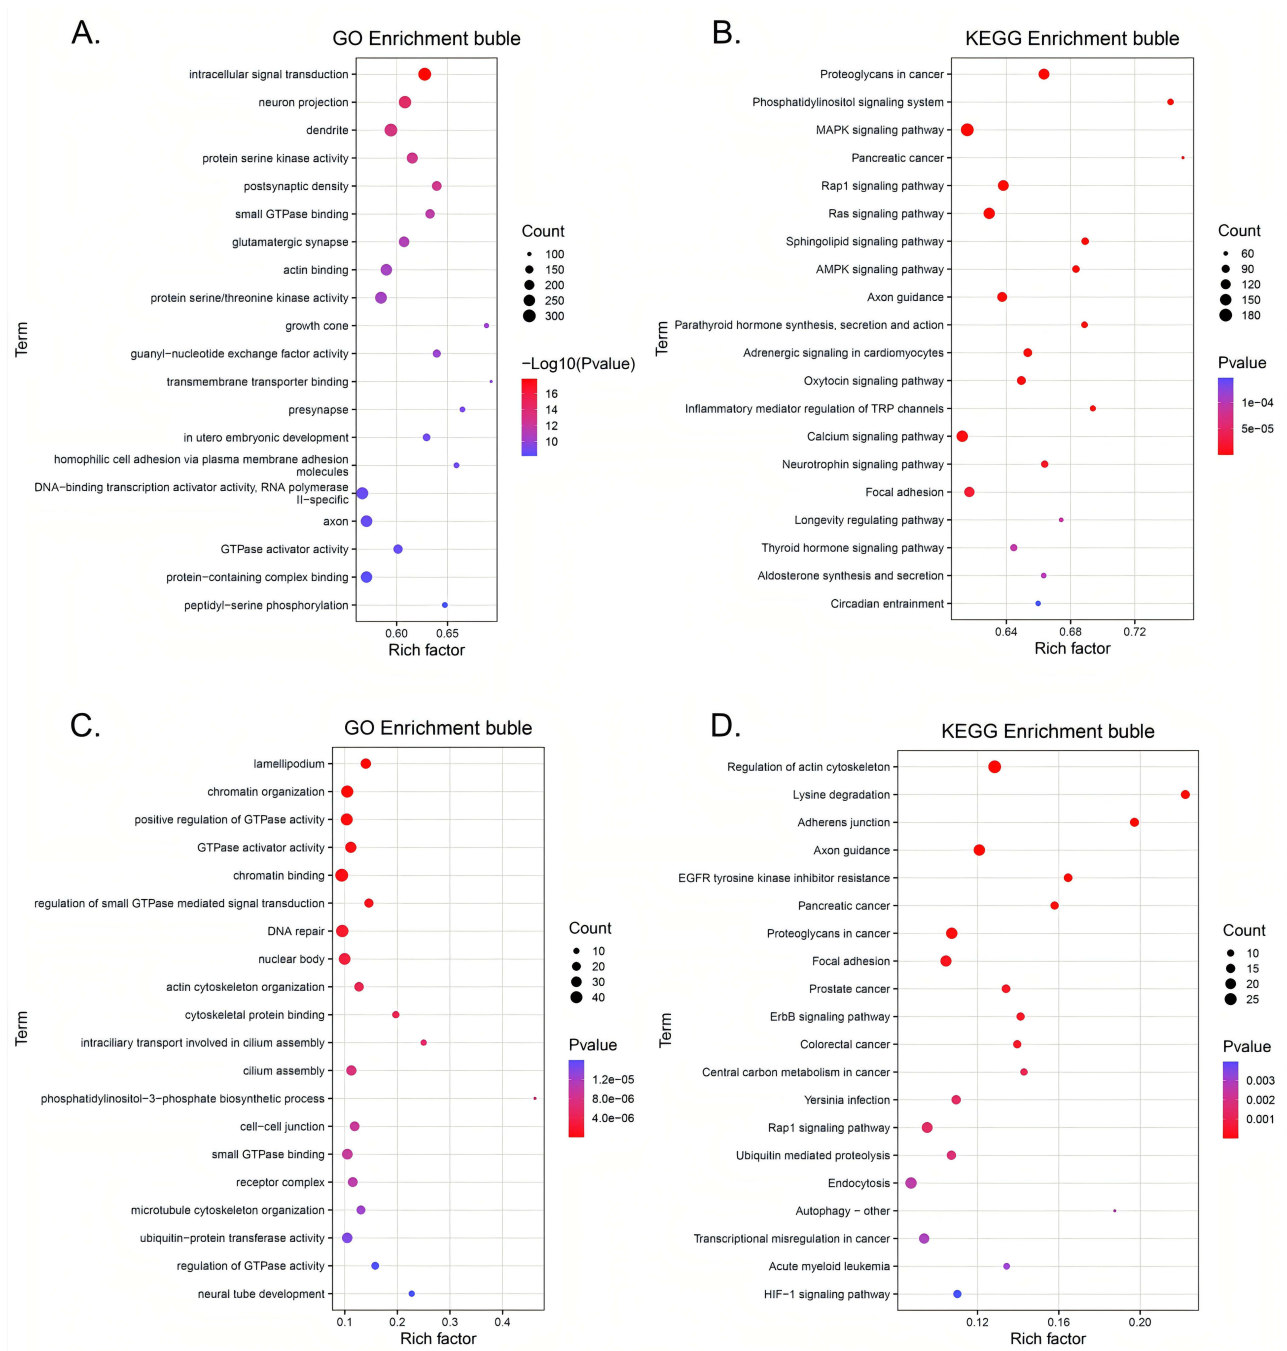 A.
GO Enrichment buble
intracellular signal transduction
neuron projection
dendrite
protein serine kinase activity
postsynaptic density
small GTPase binding
glutamatergic synapse
actin binding
protein serine/threonine kinase activity
growth cone
guanyl−nucleotide exchange factor activity
transmembrane transporter binding
presynapse
in utero embryonic development
homophilic cell adhesion via plasma membrane adhesion
molecules
DNA−binding transcription activator activity, RNA polymerase
II−specific
axon
GTPase activator activity
protein−containing complex binding
peptidyl−serine phosphorylation
Term
0.60 0.65
Rich factor
Count
100
150
200
250
300
−Log10(Pvalue)
16
14
12
10
B.
KEGG Enrichment buble
Proteoglycans in cancer
Phosphatidylinositol signaling system
MAPK signaling pathway
Pancreatic cancer
Rap1 signaling pathway
Ras signaling pathway
Sphingolipid signaling pathway
AMPK signaling pathway
Axon guidance
Parathyroid hormone synthesis, secretion and action
Adrenergic signaling in cardiomyocytes
Oxytocin signaling pathway
Inflammatory mediator regulation of TRP channels
Calcium signaling pathway
Neurotrophin signaling pathway
Focal adhesion
Longevity regulating pathway
Thyroid hormone signaling pathway
Aldosterone synthesis and secretion
Circadian entrainment
Term
0.64 0.68 0.72
Rich factor
Count
60
90
120
150
180
Pvalue
1e−04
5e−05
C.
GO Enrichment buble
lamellipodium
chromatin organization
positive regulation of GTPase activity
GTPase activator activity
chromatin binding
regulation of small GTPase mediated signal transduction
DNA repair
nuclear body
actin cytoskeleton organization
cytoskeletal protein binding
intraciliary transport involved in cilium assembly
cilium assembly
phosphatidylinositol−3−phosphate biosynthetic process
cell−cell junction
small GTPase binding
receptor complex
microtubule cytoskeleton organization
ubiquitin−protein transferase activity
regulation of GTPase activity
neural tube development
Term
0.1 0.2 0.3 0.4
Rich factor
Count
10
20
30
40
Pvalue
1.2e−05
8.0e−06
4.0e−06
D.
KEGG Enrichment buble
Regulation of actin cytoskeleton
Lysine degradation
Adherens junction
Axon guidance
EGFR tyrosine kinase inhibitor resistance
Pancreatic cancer
Proteoglycans in cancer
Focal adhesion
Prostate cancer
ErbB signaling pathway
Colorectal cancer
Central carbon metabolism in cancer
Yersinia infection
Rap1 signaling pathway
Ubiquitin mediated proteolysis
Endocytosis
Autophagy − other
Transcriptional misregulation in cancer
Acute myeloid leukemia
HIF−1 signaling pathway
Term
0.12 0.16 0.20
Rich factor
Count
10
15
20
25
Pvalue
0.003
0.002
0.001